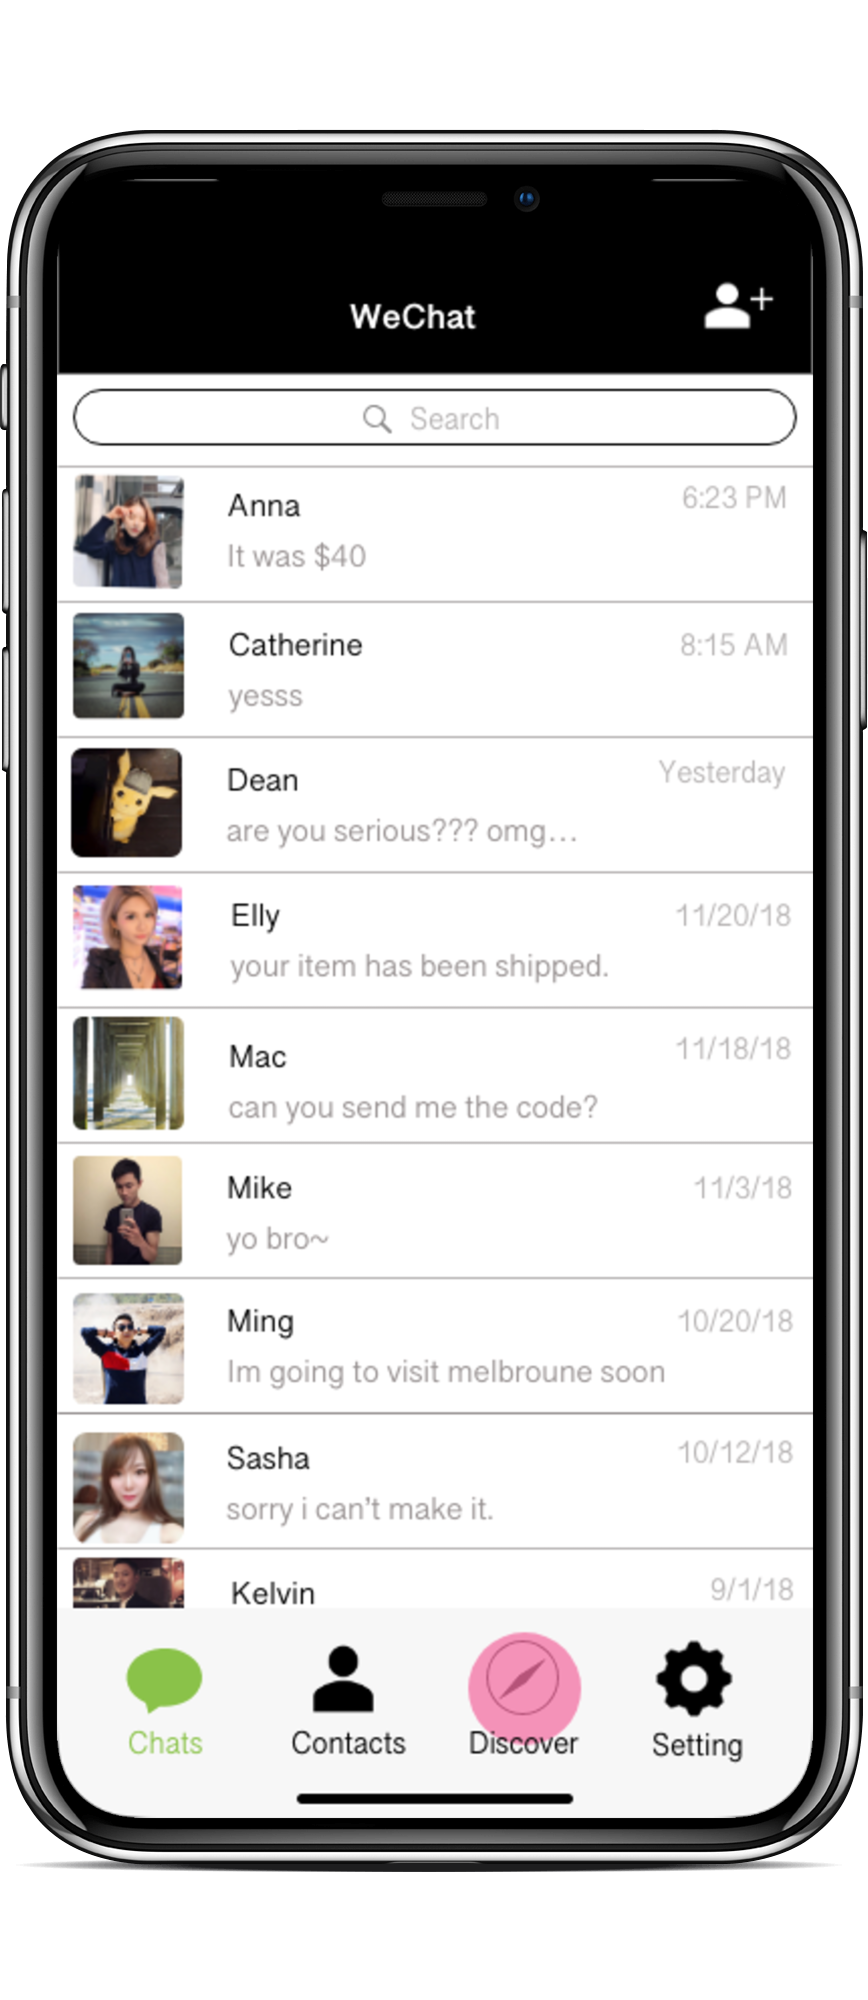 WeChat
Search
Anna
6:23 PM
It was $40
Catherine
8:15 AM
yesss
Dean
Yesterday
are you serious??? omg...
Elly
11/20/18
your item has been shipped.
Mac
11/18/18
can you send me the code?
Mike
11/3/18
yo bro~
Ming
10/20/18
Im going to visit melbroune soon
Sasha
10/12/18
sorry i can't make it.
Kelvin
9/1/18
Chats
Contacts
Discover
Setting